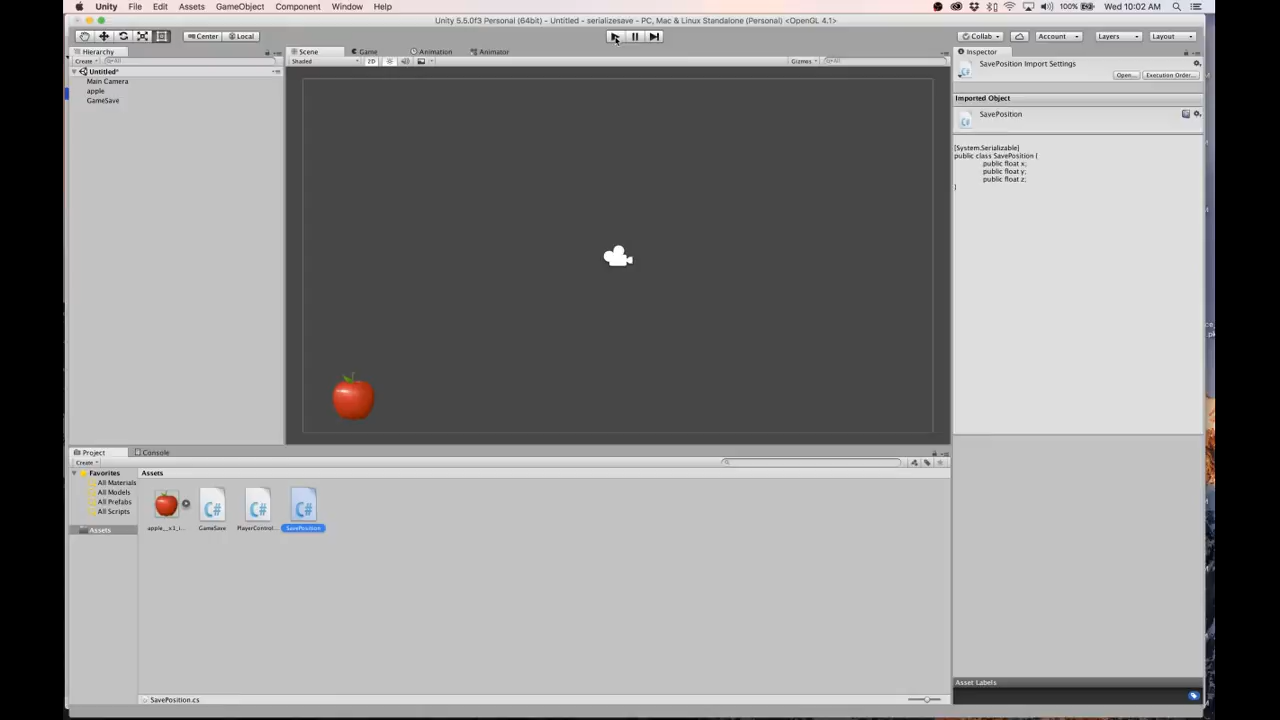 Unity File Edit Assets GameObject Component Window Help
100% Wed 10:02 AM
Unity 5.5.0f3 Personal (64bit) - Untitled - serializesave - PC, Mac & Linux Standalone (Personal) <OpenGL 4.1>
Center Local
Collab Account Layers Layout
Hierarchy
Create
All
Untitled*
Main Camera
apple
GameSave
Scene Game Animation Animator
Shaded 2D Gizmos All
Inspector
SavePosition Import Settings
Open... Execution Order...
Imported Object
SavePosition
[System.Serializable]
public class SavePosition {
public float x;
public float y;
public float z;
}
Project Console
Create
Favorites
All Materials
All Models
All Prefabs
All Scripts
Assets
Assets
GameSave PlayerControl... SavePosition
SavePosition.cs
Asset Labels